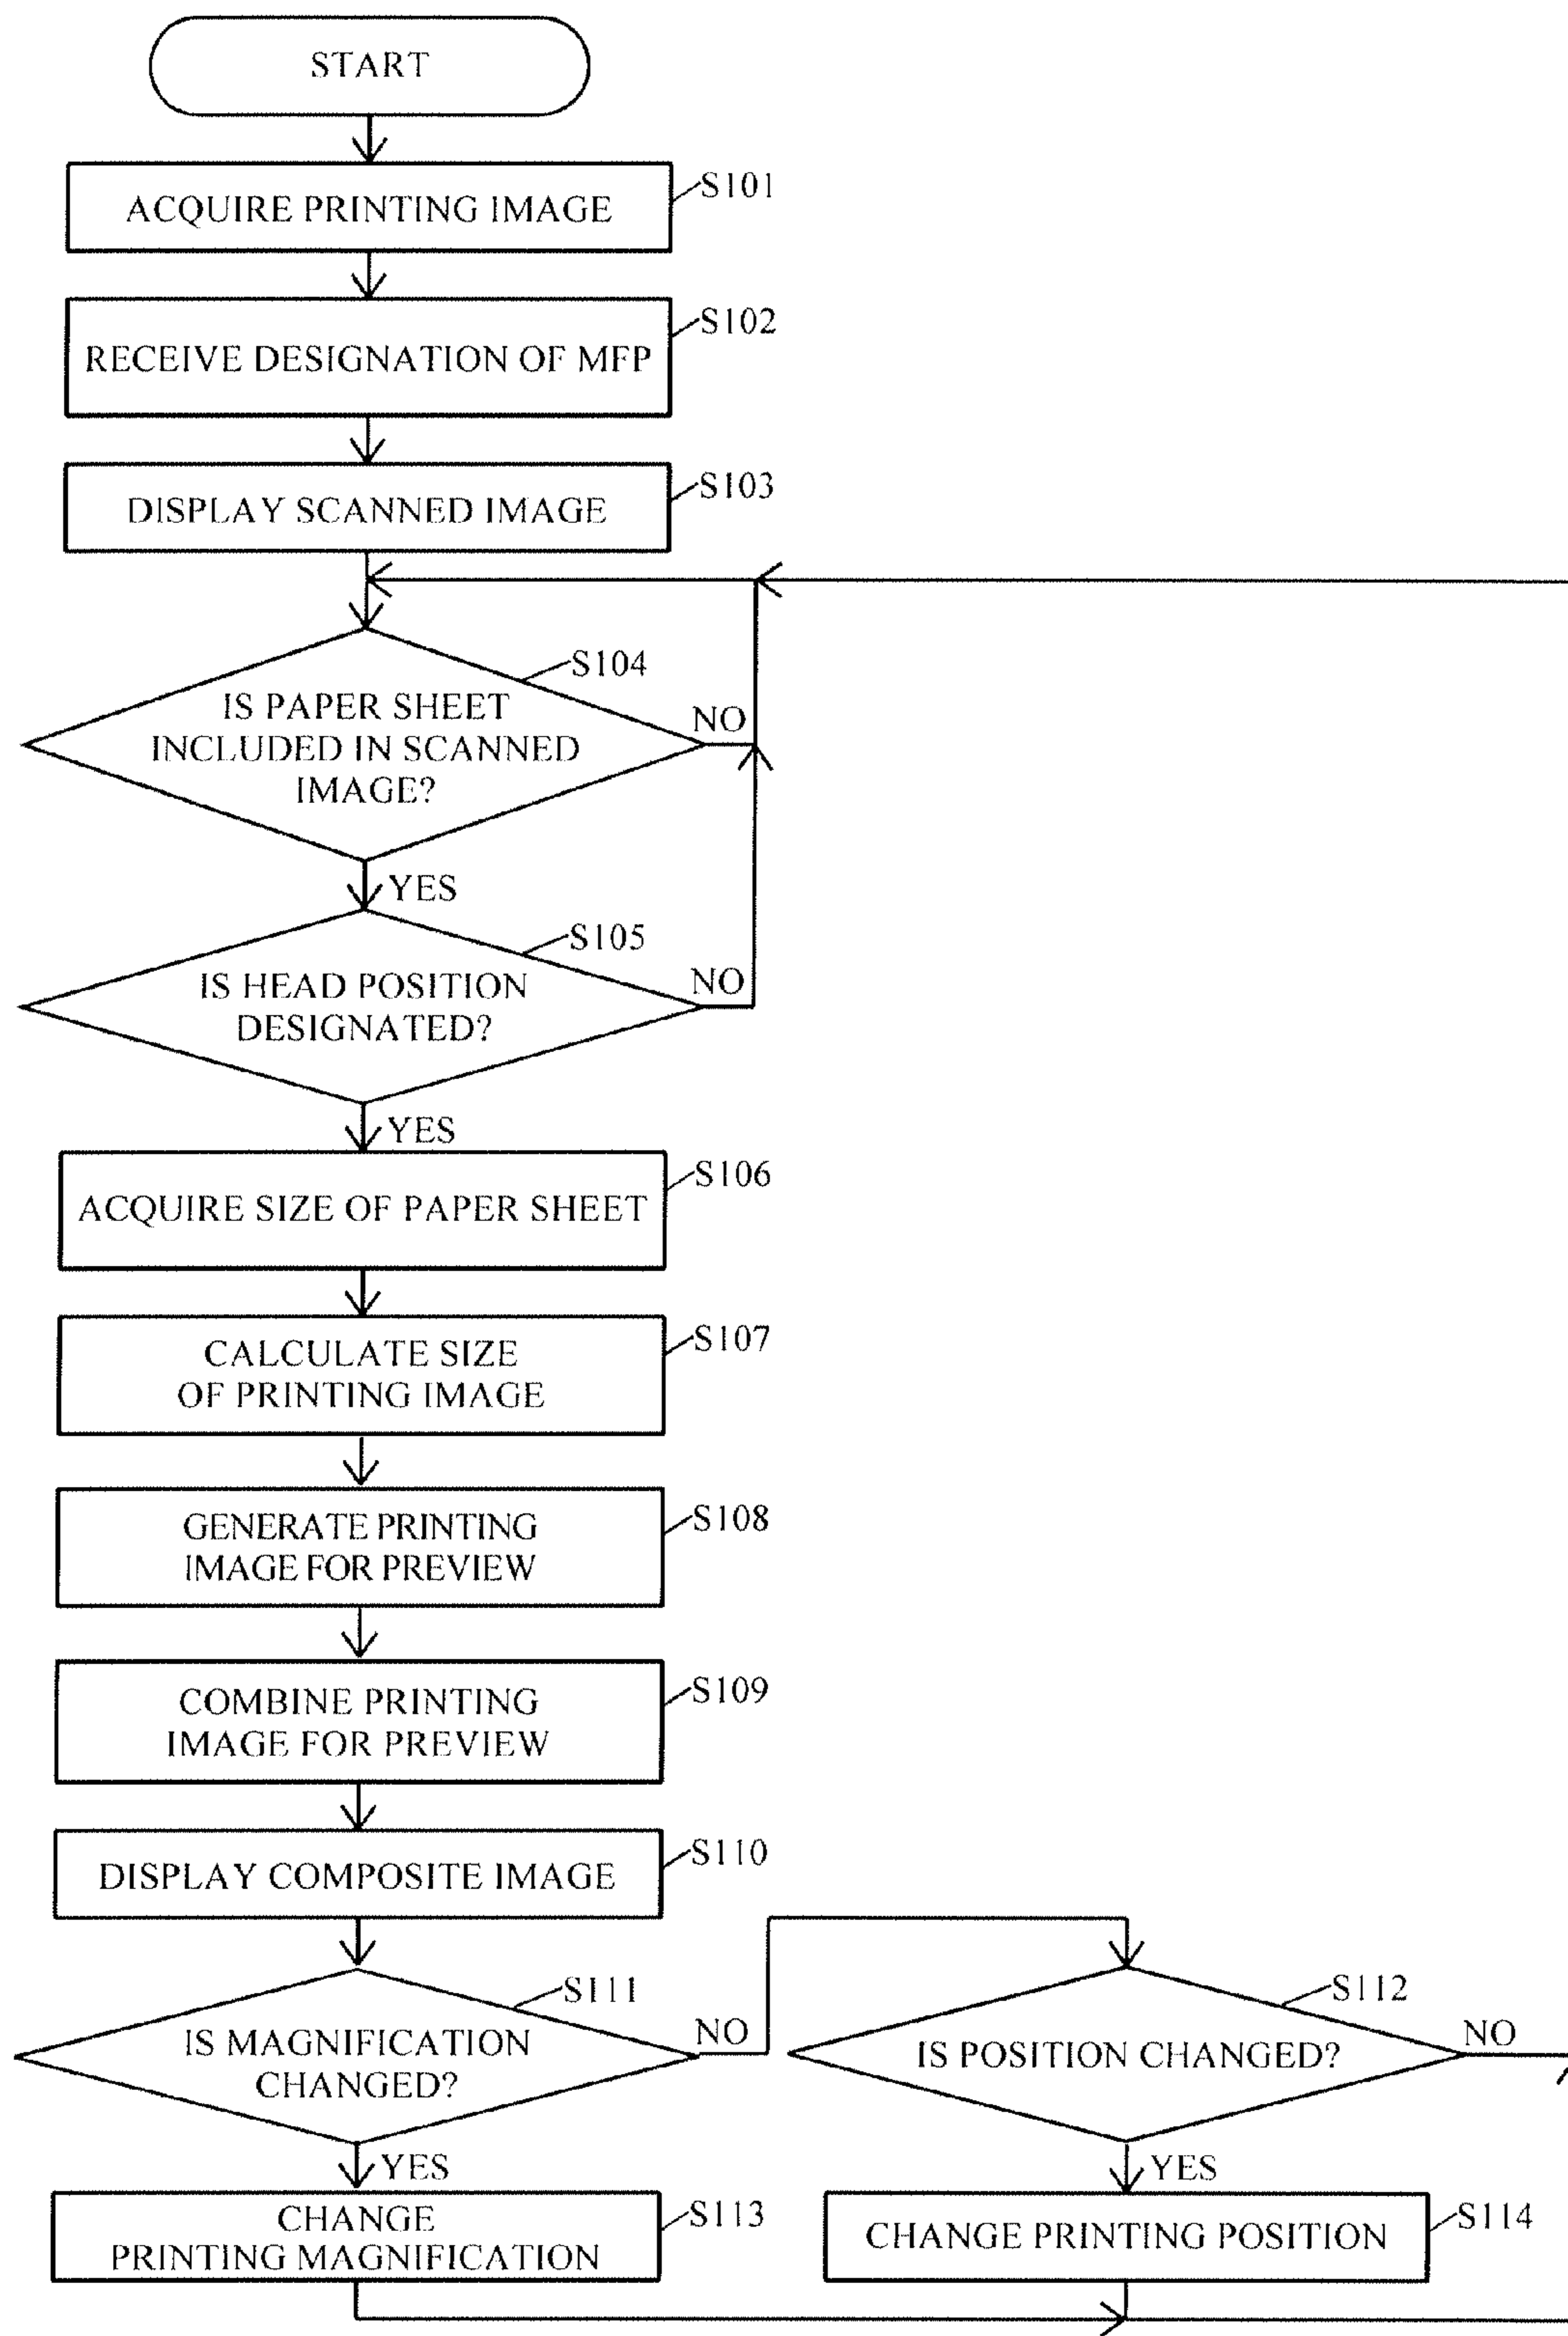 START
ACQUIRE PRINTING IMAGE
S101
RECEIVE DESIGNATION OF MFP
S102
DISPLAY SCANNED IMAGE
S103
S104
IS PAPER SHEET
INCLUDED IN SCANNED
IMAGE?
NO
YES
S105
IS HEAD POSITION
DESIGNATED?
NO
YES
ACQUIRE SIZE OF PAPER SHEET
S106
CALCULATE SIZE
OF PRINTING IMAGE
S107
GENERATE PRINTING
IMAGE FOR PREVIEW
S108
COMBINE PRINTING
IMAGE FOR PREVIEW
S109
DISPLAY COMPOSITE IMAGE
S110
S111
IS MAGNIFICATION
CHANGED?
NO
YES
S112
IS POSITION CHANGED?
NO
YES
CHANGE
PRINTING MAGNIFICATION
S113
CHANGE PRINTING POSITION
S114